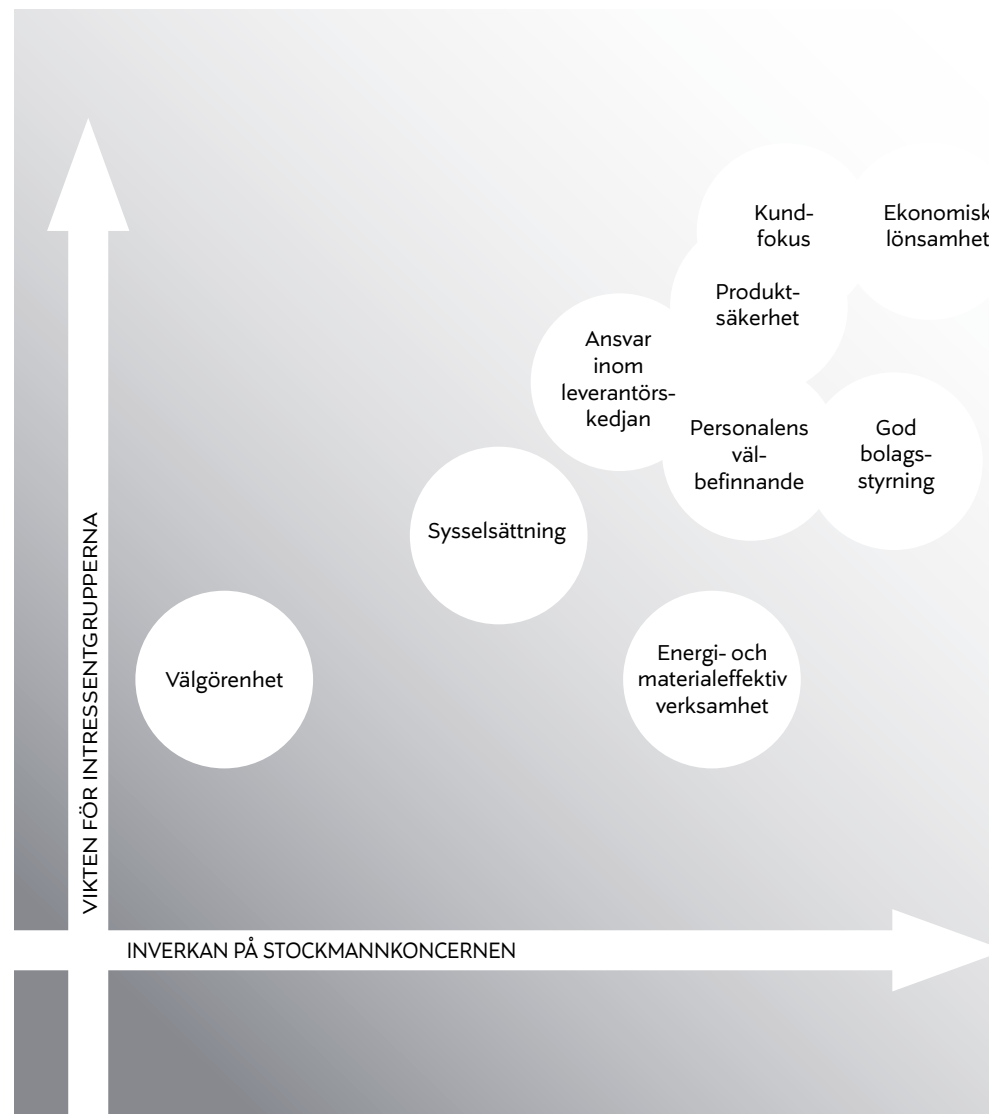 Kund-
fokus
Ekonomisk
lönsamhet
Produkt-
säkerhet
Ansvar
inom
leverantörs-
kedjan
Personalens
väl-
befinnande
God
bolags-
styrning
Sysselsättning
Energi- och
materialeffektiv
verksamhet
Välgörenhet
VIKTEN FÖR INTRESSENTGRUPPERNA
INVERKAN PÅ STOCKMANNKONCERNEN